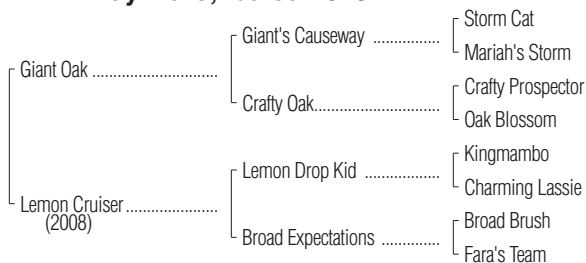 Storm Cat
Giant's Causeway ...............
Mariah's Storm
Giant Oak ............................
Crafty Prospector
Crafty Oak............................
Oak Blossom
Kingmambo
Lemon Drop Kid .................
Charming Lassie
Lemon Cruiser.....................
(2008)
Broad Brush
Broad Expectations .............
Fara's Team